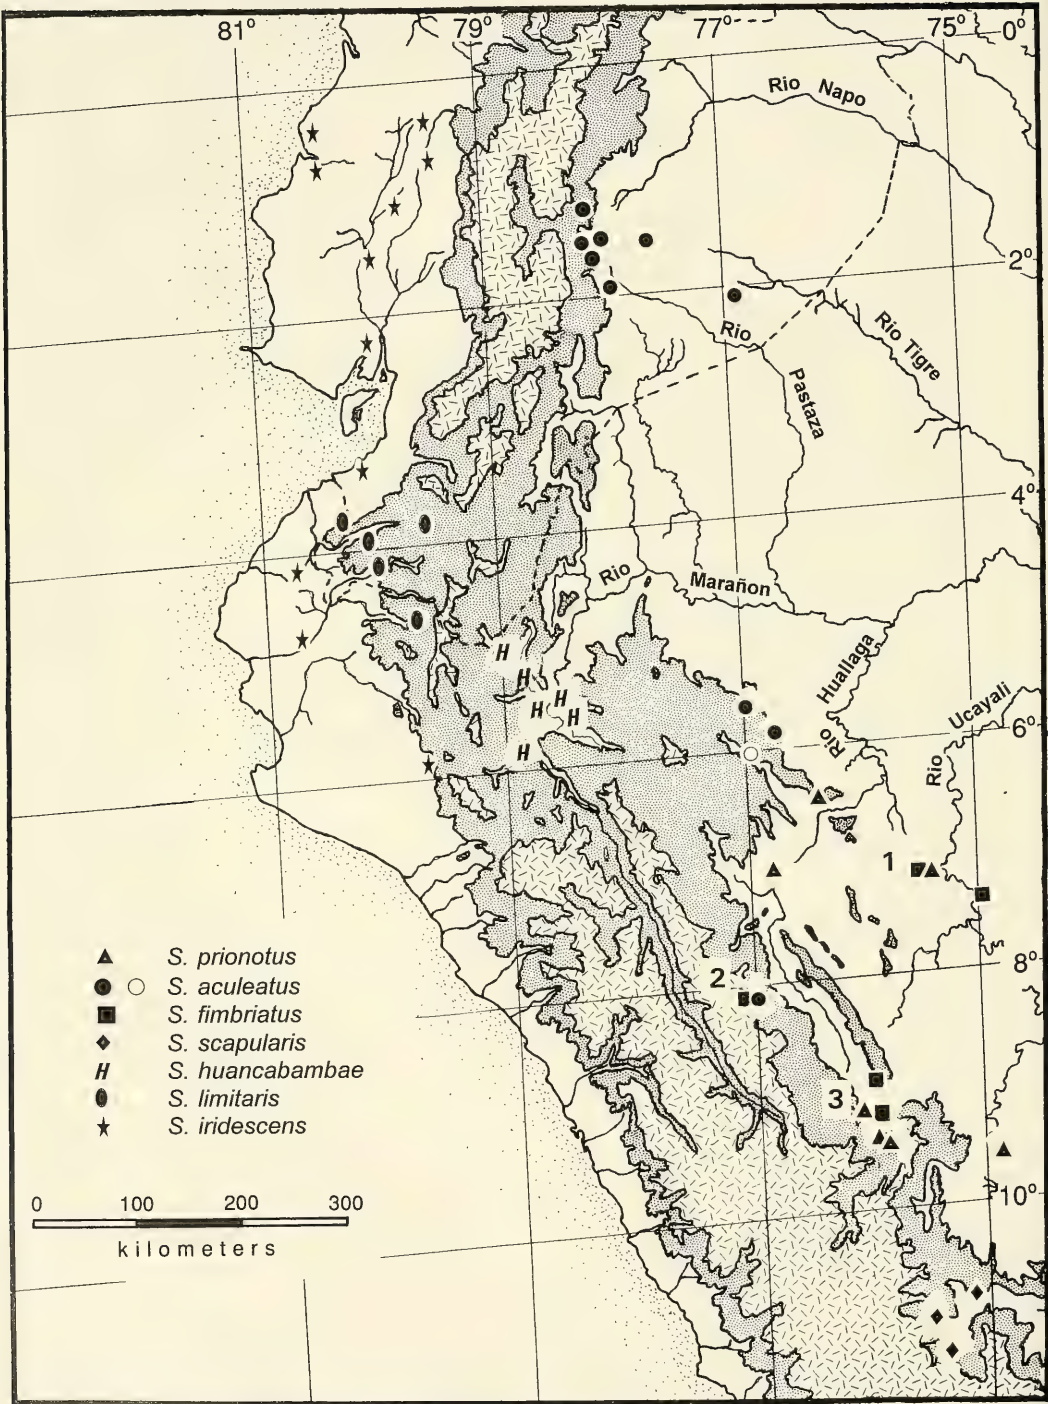 81° 79° 77° 75° 0°
Rio Napo
2°
Rio Tigre
Rio Pastaza
4°
Rio Marañon
Rio Huallaga
Rio Ucayali
6°
H
H
H
H
H
H
1
8°
2
3
10°
S. prionotus
S. aculeatus
S. fimbriatus
S. scapularis
H S. huancabambae
S. limitaris
S. iridescens
0 100 200 300
kilometers